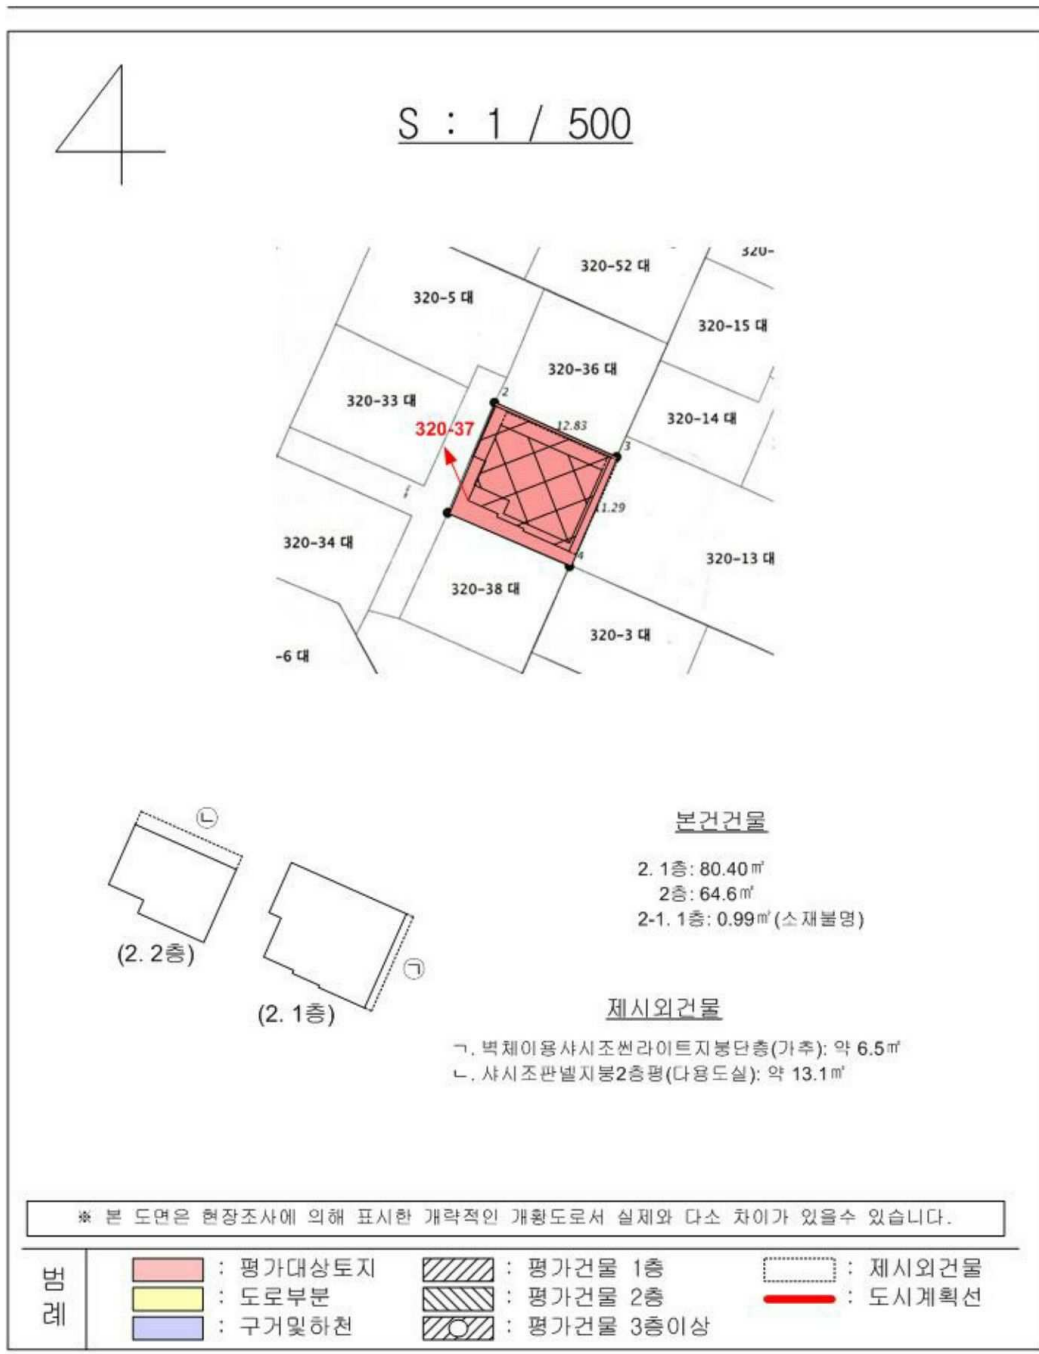 S : 1 / 500
320-
320-52 대
320-5 대
320-15 대
320-36 대
320-33 대
2
320-14 대
320-37
12.83
3
11.29
320-34 대
4
320-13 대
320-38 대
320-3 대
-6 대
ㄴ
(2. 2층)
ㄱ
(2. 1층)
본건건물
2. 1층: 80.40㎡
2층: 64.6㎡
2-1. 1층: 0.99㎡(소재불명)
제시외건물
ㄱ. 벽체이용샤시조썬라이트지붕단층(가추): 약 6.5㎡
ㄴ. 샤시조판넬지붕2층평(다용도실): 약 13.1㎡
※ 본 도면은 현장조사에 의해 표시한 개략적인 개황도로서 실제와 다소 차이가 있을수 있습니다.
범례
: 평가대상토지
: 평가건물 1층
: 제시외건물
: 도로부분
: 평가건물 2층
: 도시계획선
: 구거및하천
: 평가건물 3층이상